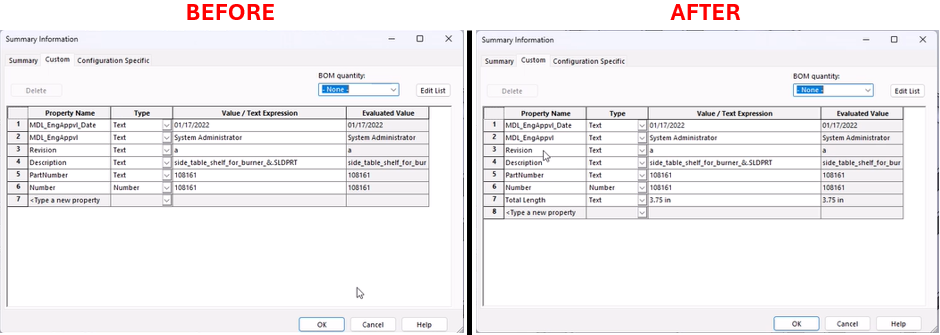 BEFORE
AFTER
Summary Information
Summary Custom Configuration Specific
BOM quantity:
Delete - None - Edit List
Property Name Type Value / Text Expression Evaluated Value
1 MDL_EngAppvl_Date Text 01/17/2022 01/17/2022
2 MDL_EngAppvl Text System Administrator System Administrator
3 Revision Text a a
4 Description Text side_table_shelf_for_burner_&.SLDPRT side_table_shelf_for_bur
5 PartNumber Text 108161 108161
6 Number Number 108161 108161
7 <Type a new property
OK Cancel Help
Summary Information
Summary Custom Configuration Specific
BOM quantity:
Delete - None - Edit List
Property Name Type Value / Text Expression Evaluated Value
1 MDL_EngAppvl_Date Text 01/17/2022 01/17/2022
2 MDL_EngAppvl Text System Administrator System Administrator
3 Revision Text a a
4 Description Text side_table_shelf_for_burner_&.SLDPRT side_table_shelf_for_bur
5 PartNumber Text 108161 108161
6 Number Number 108161 108161
7 Total Length Text 3.75 in 3.75 in
8 <Type a new property
OK Cancel Help